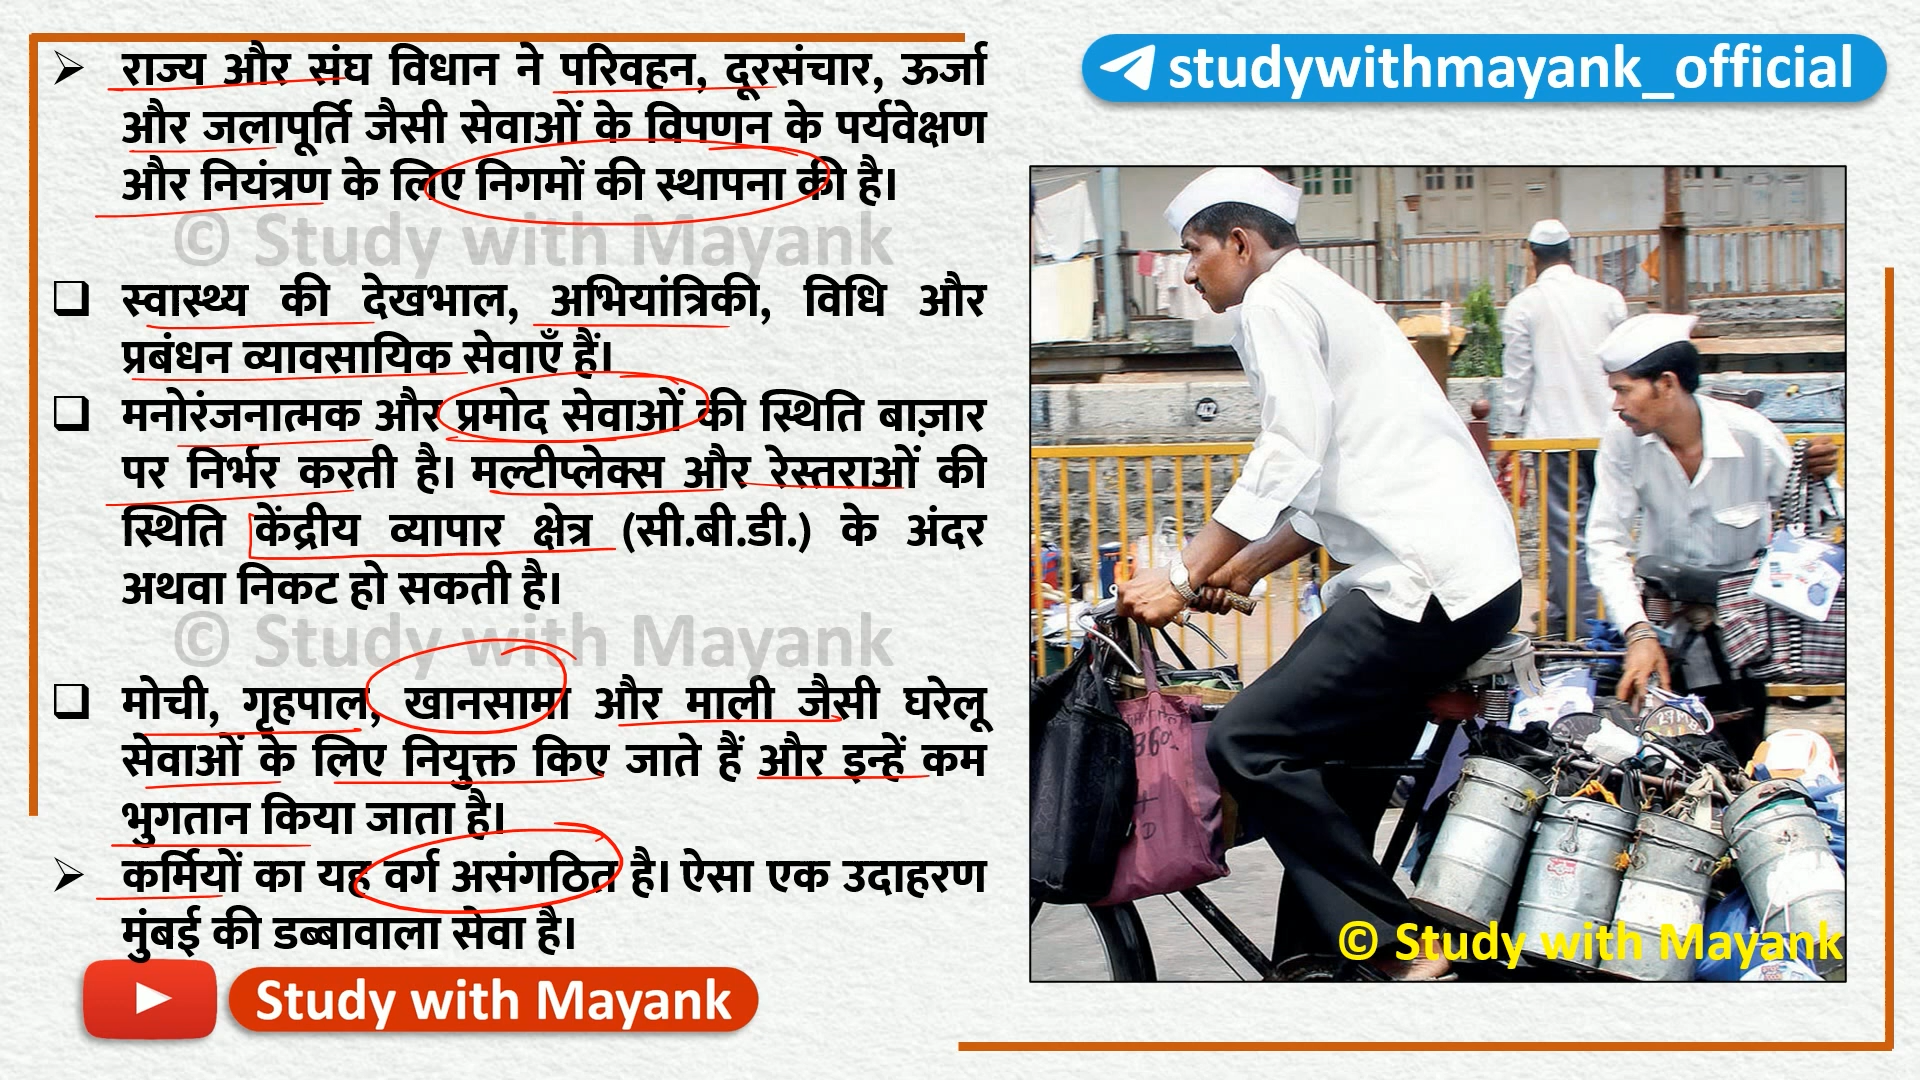 ➢ राज्य और संघ विधान ने परिवहन, दूरसंचार, ऊर्जा
और जलापूर्ति जैसी सेवाओं के विपणन के पर्यवेक्षण
और नियंत्रण के लिए निगमों की स्थापना की है।
© Study with Mayank
❑ स्वास्थ्य की देखभाल, अभियांत्रिकी, विधि और
प्रबंधन व्यावसायिक सेवाएँ हैं।
❑ मनोरंजनात्मक और प्रमोद सेवाओं की स्थिति बाज़ार
पर निर्भर करती है। मल्टीप्लेक्स और रेस्तराओं की
स्थिति केंद्रीय व्यापार क्षेत्र (सी.बी.डी.) के अंदर
अथवा निकट हो सकती है।
© Study with Mayank
❑ मोची, गृहपाल, खानसामा और माली जैसी घरेलू
सेवाओं के लिए नियुक्त किए जाते हैं और इन्हें कम
भुगतान किया जाता है।
➢ कर्मियों का यह वर्ग असंगठित है। ऐसा एक उदाहरण
मुंबई की डब्बावाला सेवा है।
Study with Mayank
studywithmayank_official
© Study with Mayank